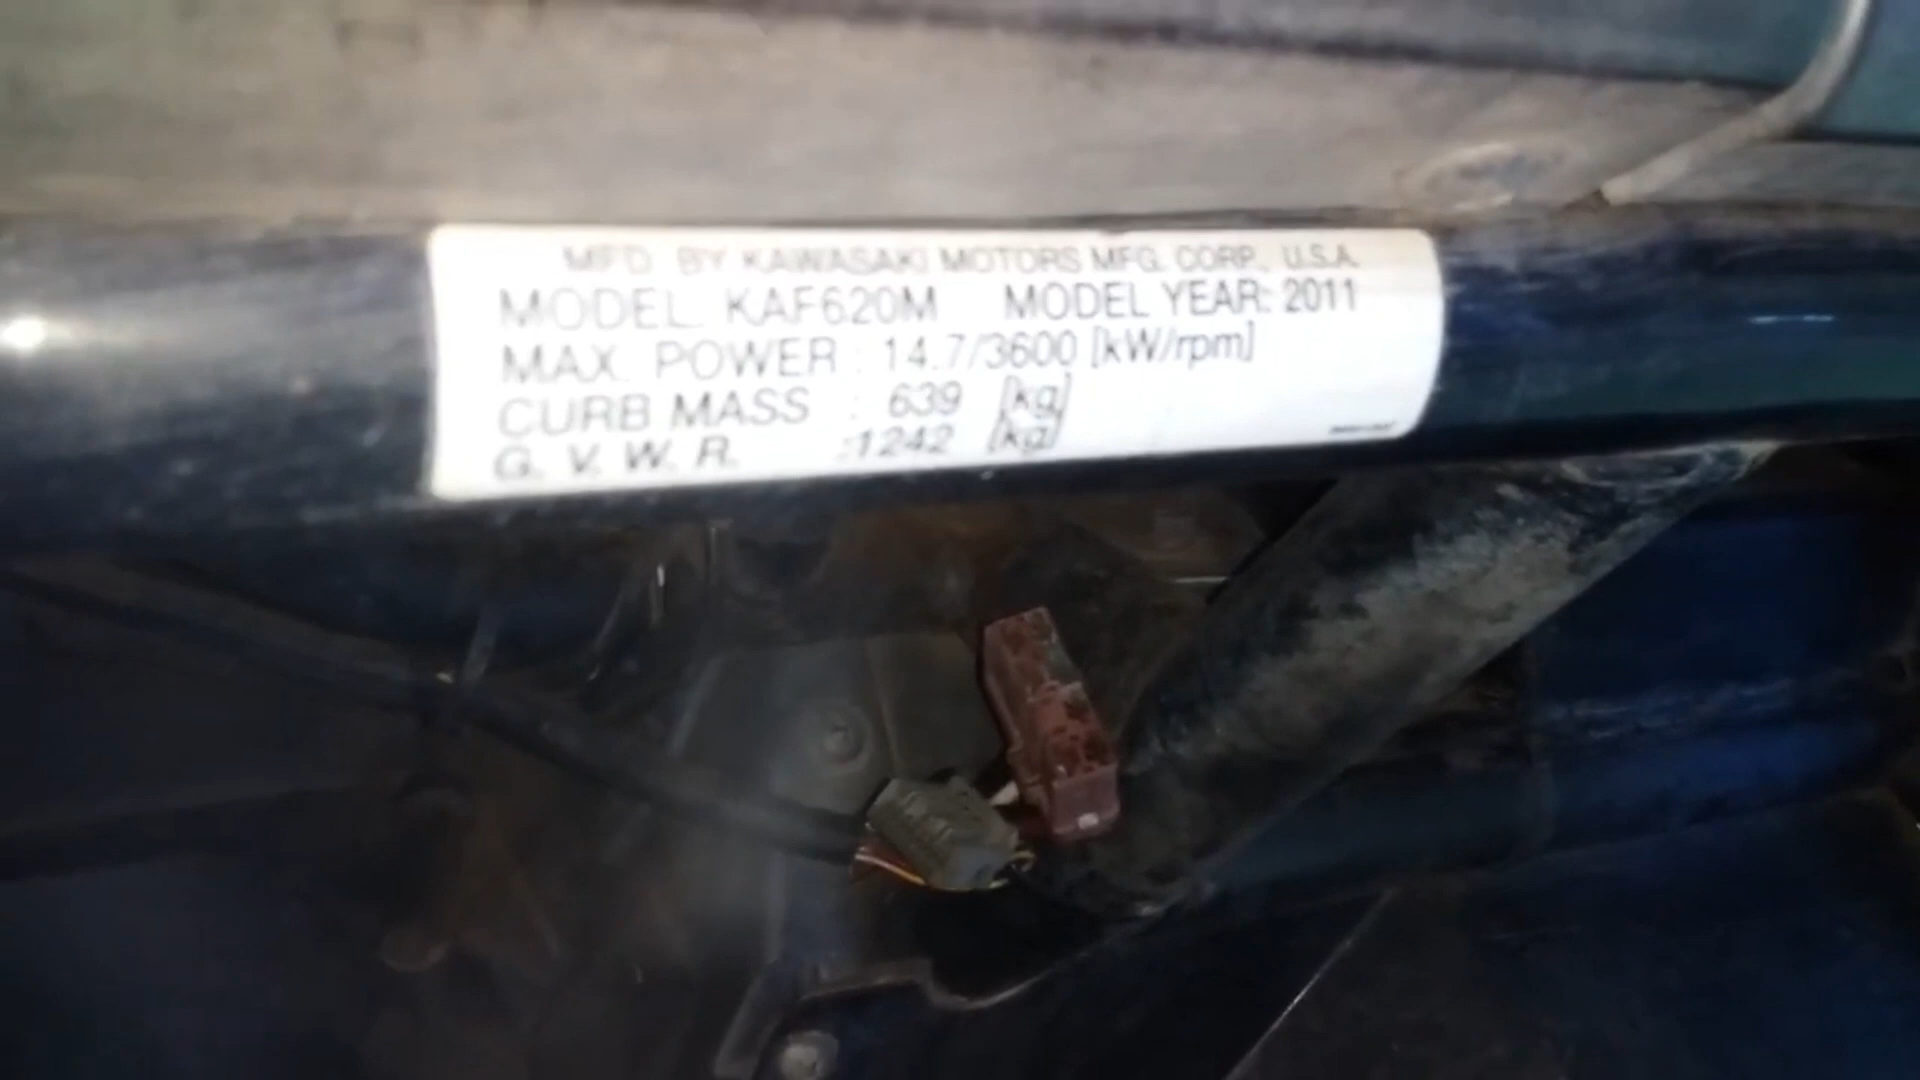 MFD. BY KAWASAKI MOTORS MFG. CORP., U.S.A.
MODEL: KAF620M MODEL YEAR: 2011
MAX. POWER : 14.7/3600 [kW/rpm]
CURB MASS : 639 [kg]
G. V. W. R. :1242 [kg]